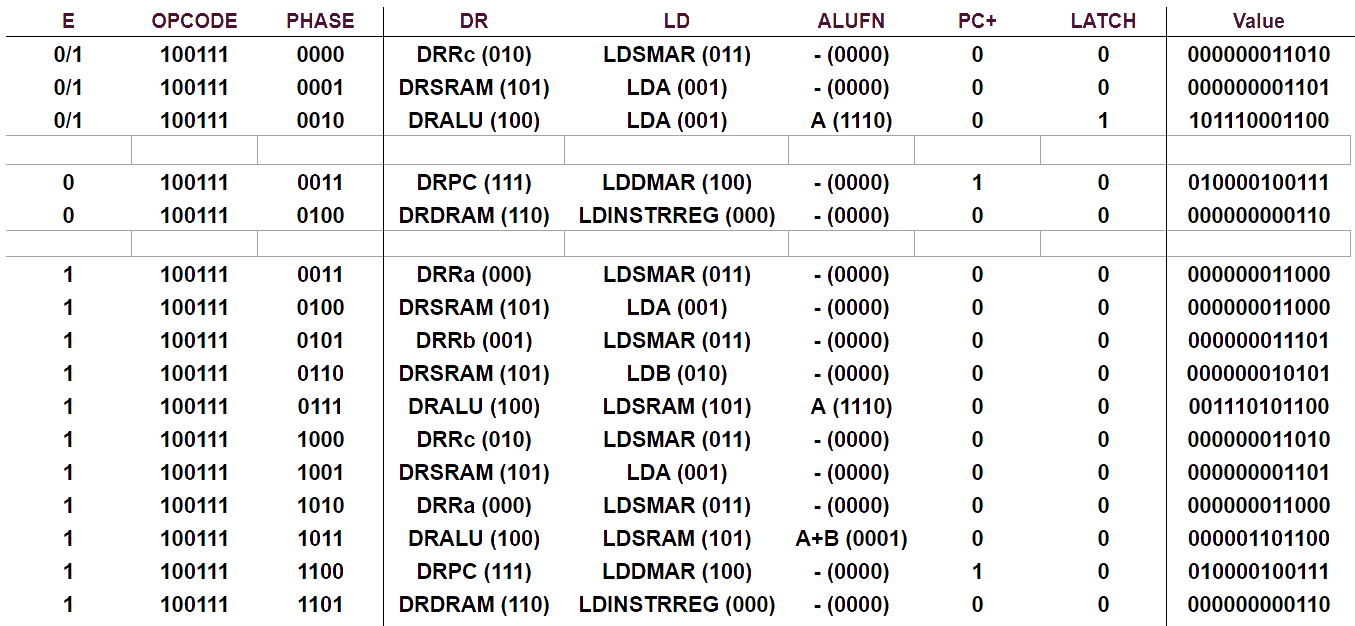 E OPCODE PHASE DR LD ALUFN PC+ LATCH Value
0/1 100111 0000 DRRc (010) LDSMAR (011) - (0000) 0 0 000000011010
0/1 100111 0001 DRSRAM (101) LDA (001) - (0000) 0 0 000000001101
0/1 100111 0010 DRALU (100) LDA (001) A (1110) 0 1 101110001100
0 100111 0011 DRPC (111) LDDMAR (100) - (0000) 1 0 010000100111
0 100111 0100 DRDRAM (110) LDINSTRREG (000) - (0000) 0 0 000000000110
1 100111 0011 DRRa (000) LDSMAR (011) - (0000) 0 0 000000011000
1 100111 0100 DRSRAM (101) LDA (001) - (0000) 0 0 000000011000
1 100111 0101 DRRb (001) LDSMAR (011) - (0000) 0 0 000000011101
1 100111 0110 DRSRAM (101) LDB (010) - (0000) 0 0 000000010101
1 100111 0111 DRALU (100) LDSRAM (101) A (1110) 0 0 001110101100
1 100111 1000 DRRc (010) LDSMAR (011) - (0000) 0 0 000000011010
1 100111 1001 DRSRAM (101) LDA (001) - (0000) 0 0 000000001101
1 100111 1010 DRRa (000) LDSMAR (011) - (0000) 0 0 000000011000
1 100111 1011 DRALU (100) LDSRAM (101) A+B (0001) 0 0 000001101100
1 100111 1100 DRPC (111) LDDMAR (100) - (0000) 1 0 010000100111
1 100111 1101 DRDRAM (110) LDINSTRREG (000) - (0000) 0 0 000000000110